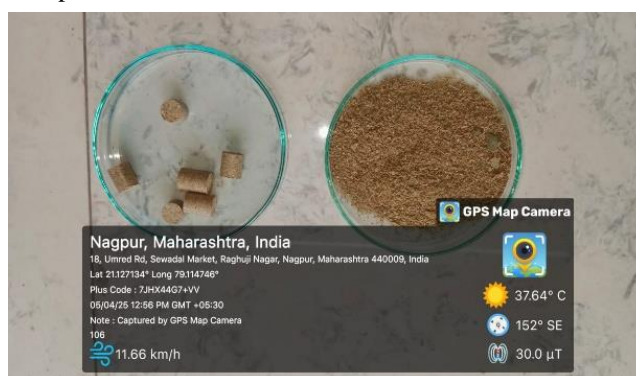 GPS Map Camera
Nagpur, Maharashtra, India
18, Umred Rd, Sewadal Market, Raghuji Nagar, Nagpur, Maharashtra 440009, India
Lat 21.127134° Long 79.114746°
Plus Code : 7JHX44G7+VV
05/04/25 12:56 PM GMT +05:30
Note : Captured by GPS Map Camera
106
11.66 km/h
37.64° C
152° SE
30.0 µT